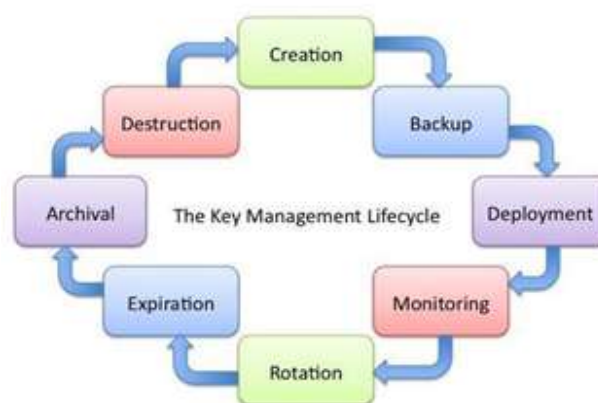 Creation
Destruction
Backup
Archival
The Key Management Lifecycle
Deployment
Expiration
Monitoring
Rotation